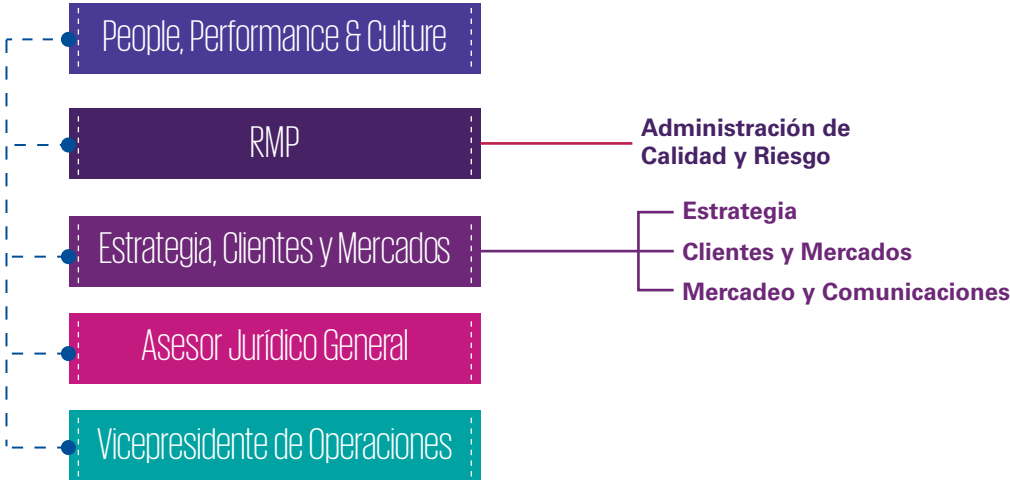 People, Performance & Culture
RMP
Administración de
Calidad y Riesgo
Estrategia, Clientes y Mercados
Estrategia
Clientes y Mercados
Mercadeo y Comunicaciones
Asesor Jurídico General
Vicepresidente de Operaciones